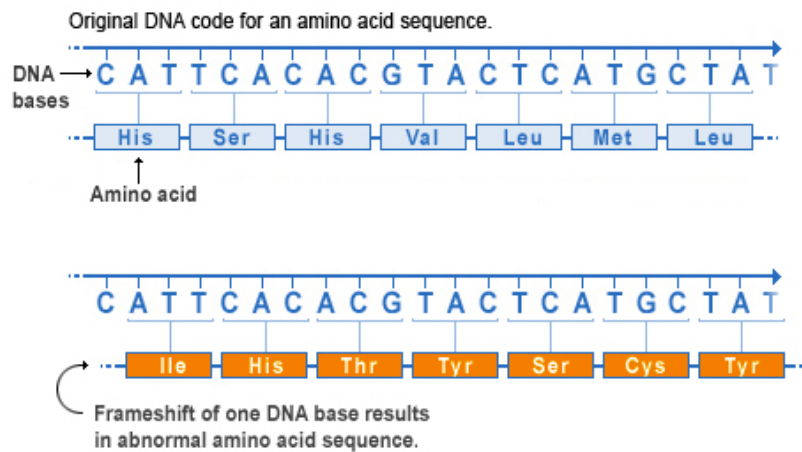 Original DNA code for an amino acid sequence.
DNA bases
C A T T C A C A C G T A C T C A T G C T A T
His Ser His Val Leu Met Leu
Amino acid
C A T T C A C A C G T A C T C A T G C T A T
Ile His Thr Tyr Ser Cys Tyr
Frameshift of one DNA base results
in abnormal amino acid sequence.